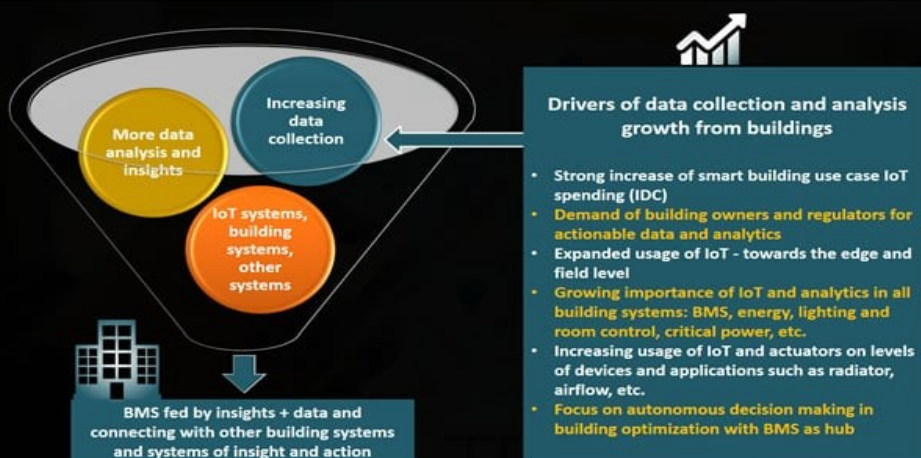 More data
analysis and
insights
Increasing
data
collection
IoT systems,
building
systems,
other
systems
BMS fed by insights + data and
connecting with other building systems
and systems of insight and action
Drivers of data collection and analysis
growth from buildings
• Strong increase of smart building use case IoT
spending (IDC)
• Demand of building owners and regulators for
actionable data and analytics
• Expanded usage of IoT - towards the edge and
field level
• Growing importance of IoT and analytics in all
building systems: BMS, energy, lighting and
room control, critical power, etc.
• Increasing usage of IoT and actuators on levels
of devices and applications such as radiator,
airflow, etc.
• Focus on autonomous decision making in
building optimization with BMS as hub